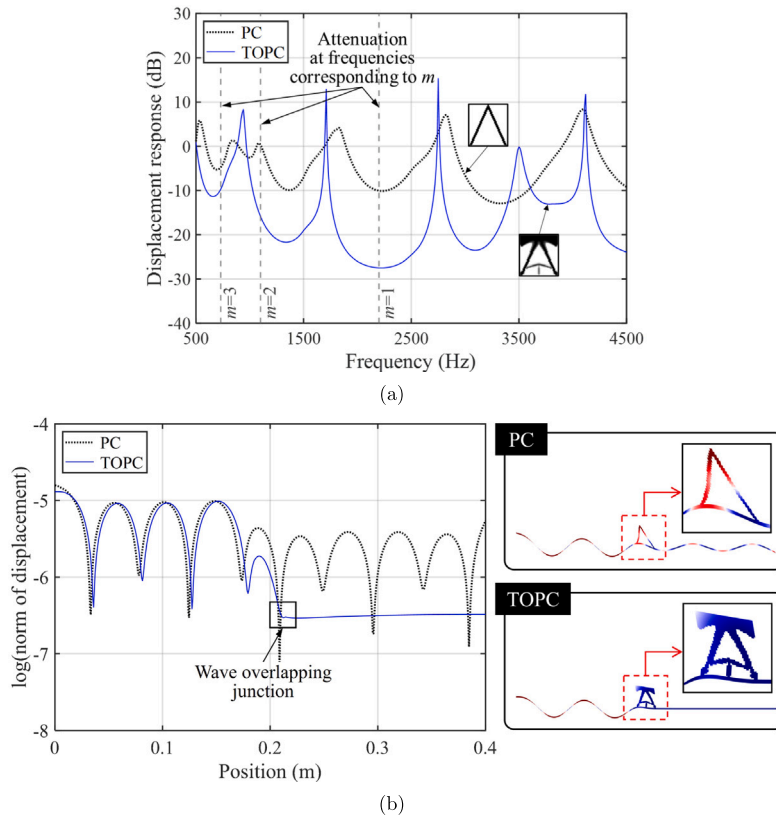 PC
TOPC
Attenuation
at frequencies
corresponding to m
30
20
10
0
-10
-20
-30
-40
Displacement response (dB)
m=3
m=2
m=1
500
1500
2500
3500
4500
Frequency (Hz)
(a)
PC
TOPC
-4
-5
-6
-7
-8
log(norm of displacement)
Wave overlapping
junction
0
0.1
0.2
0.3
0.4
Position (m)
PC
TOPC
(b)